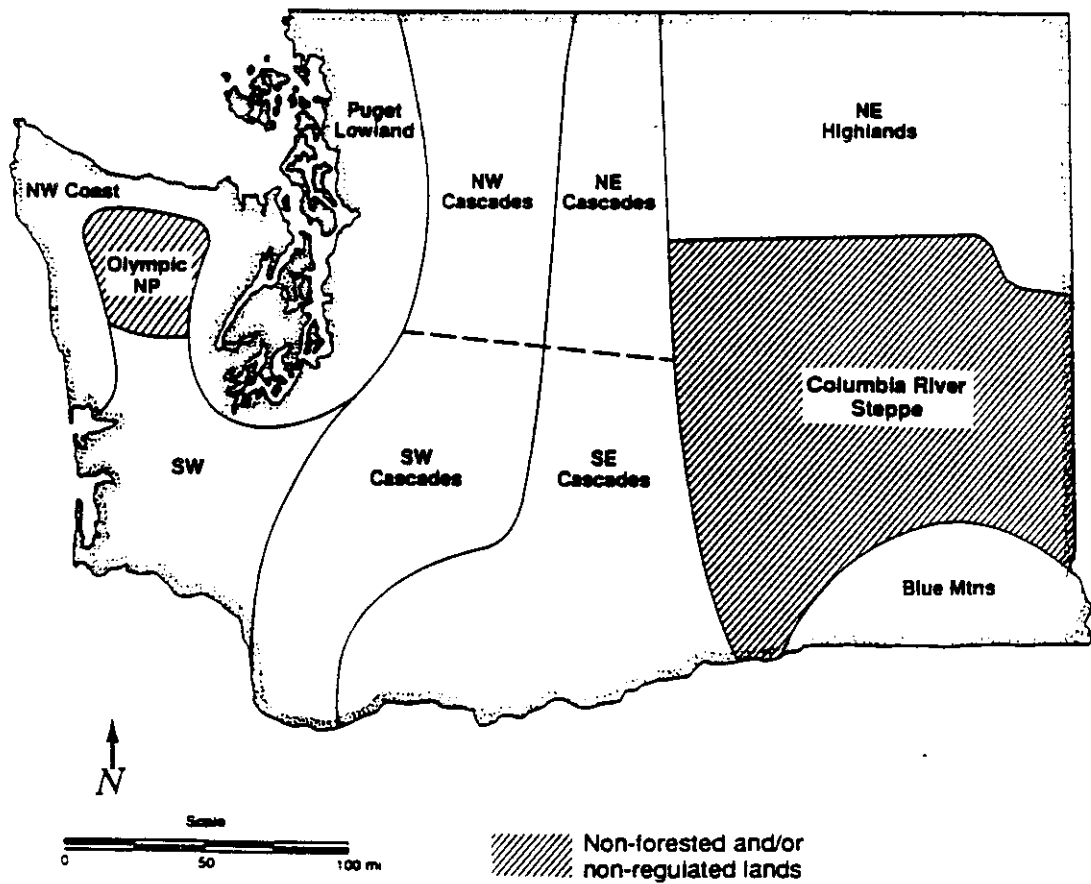 Puget
Lowland
NE
Highlands
NW Coast
NW
Cascades
NE
Cascades
Olympic
NP
Columbia River
Steppe
SW
SW
Cascades
SE
Cascades
Blue Mtns
N
Scale
0 50 100 mi
Non-forested and/or
non-regulated lands